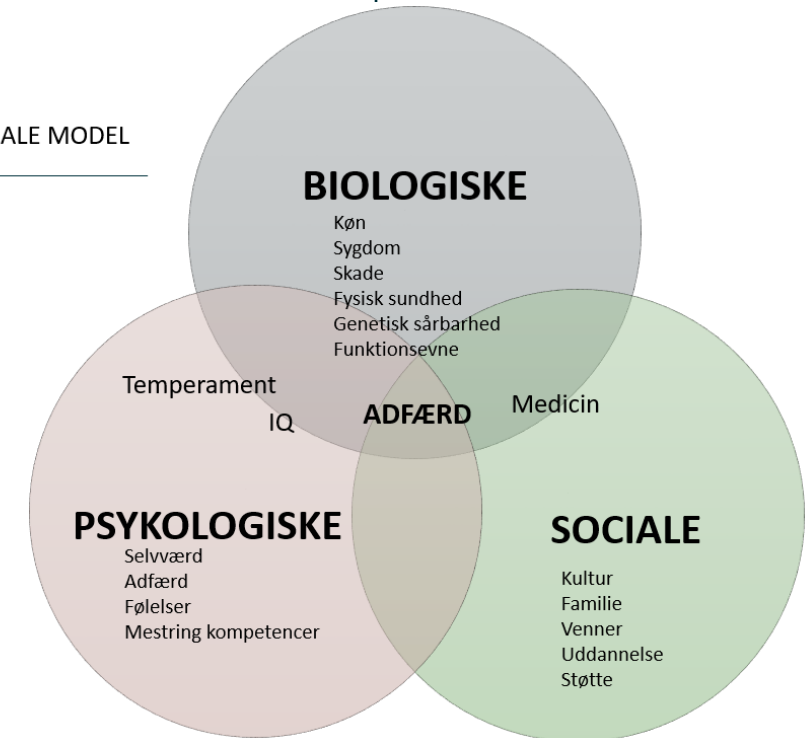 ALE MODEL
BIOLOGISKE
Køn
Sygdom
Skade
Fysisk sundhed
Genetisk sårbarhed
Funktionsevne
Temperament
IQ
ADFÆRD
Medicin
PSYKOLOGISKE
Selvværd
Adfærd
Følelser
Mestring kompetencer
SOCIALE
Kultur
Familie
Venner
Uddannelse
Støtte